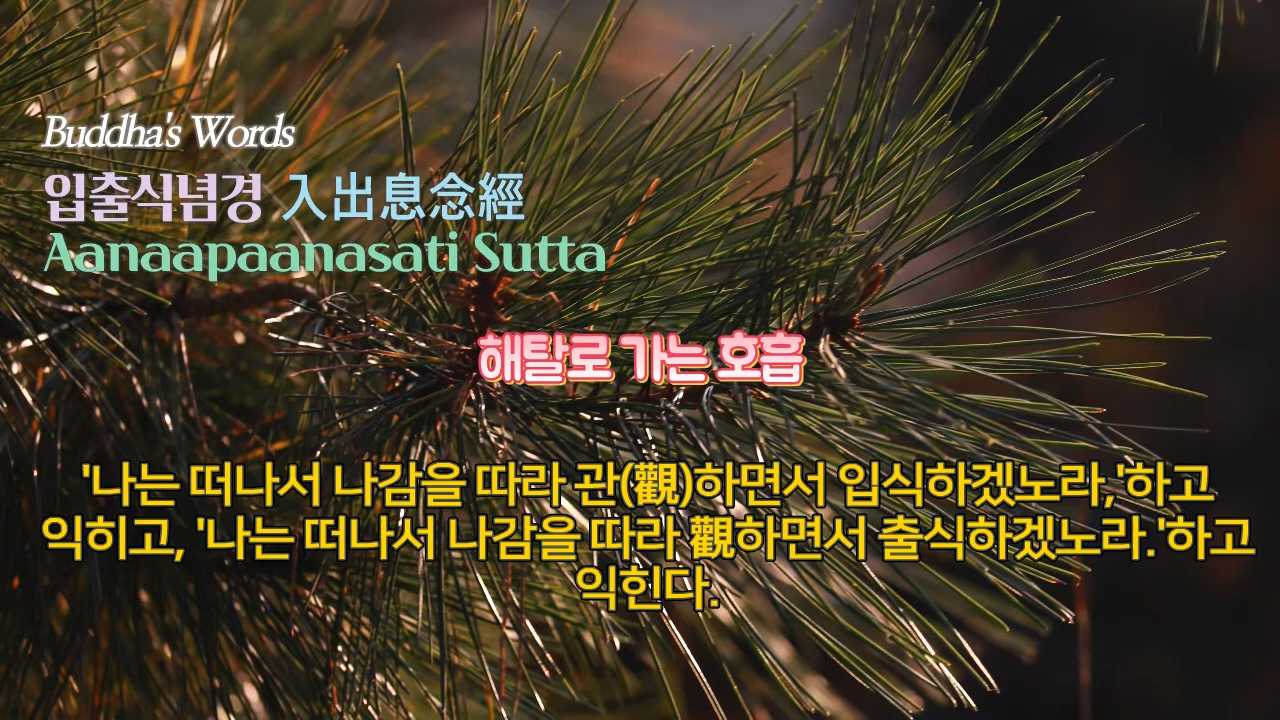 Buddha's Words
입출식념경 入出息念經
Aanaapaanasati Sutta
해탈로 가는 호흡
'나는 떠나서 나감을 따라 관(觀)하면서 입식하겠노라,'하고
익히고, '나는 떠나서 나감을 따라 觀하면서 출식하겠노라.'하고
익힌다.